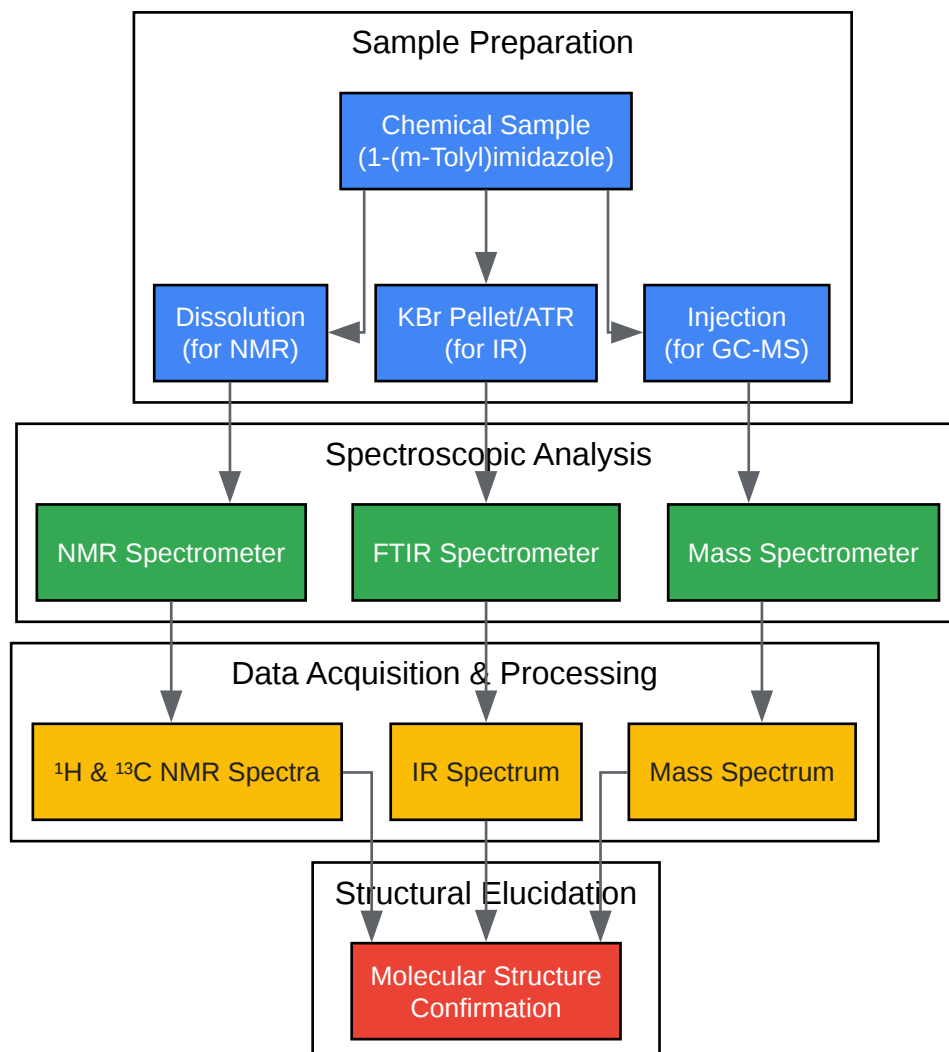 Sample Preparation
Chemical Sample
(1-(m-Tolyl)imidazole)
Dissolution
(for NMR)
KBr Pellet/ATR
(for IR)
Injection
(for GC-MS)
Spectroscopic Analysis
NMR Spectrometer
FTIR Spectrometer
Mass Spectrometer
Data Acquisition & Processing
¹H & ¹³C NMR Spectra
IR Spectrum
Mass Spectrum
Structural Elucidation
Molecular Structure
Confirmation